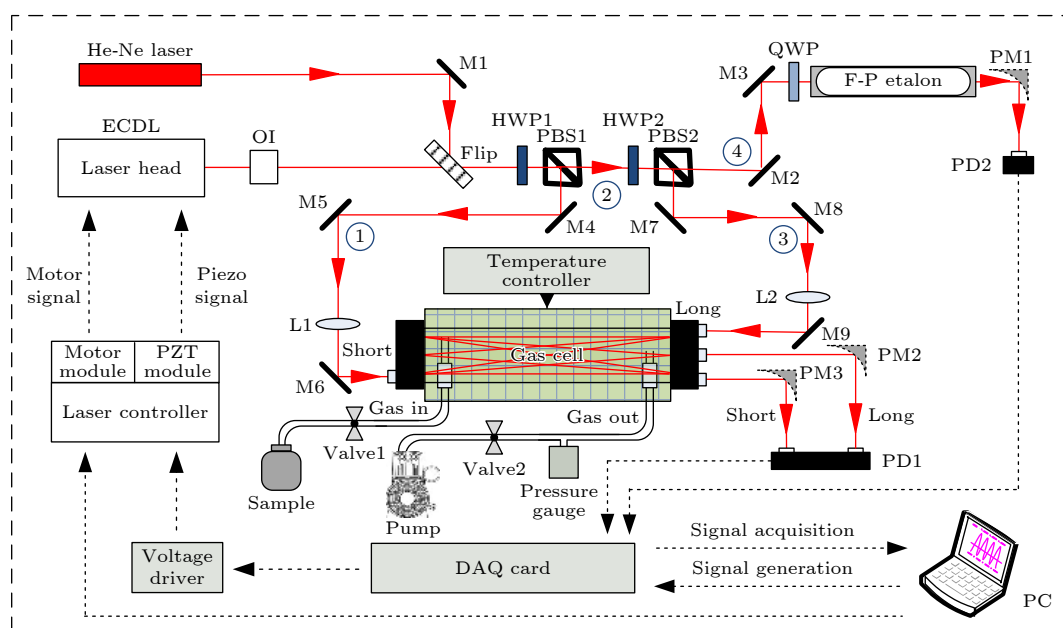 He-Ne laser
M1
M3
QWP
F-P etalon
PM1
ECDL
Laser head
OI
Flip
HWP1
PBS1
HWP2
PBS2
4
M2
PD2
2
M5
1
M4
M7
3
M8
Motor
signal
Piezo
signal
Temperature
controller
L1
L2
Short
Long
Gas cell
M9
M6
PM2
PM3
Motor
module
PZT
module
Laser controller
Gas in
Gas out
Short
Long
Valve1
Valve2
PD1
Sample
Pump
Pressure
gauge
Voltage
driver
DAQ card
Signal acquisition
Signal generation
PC